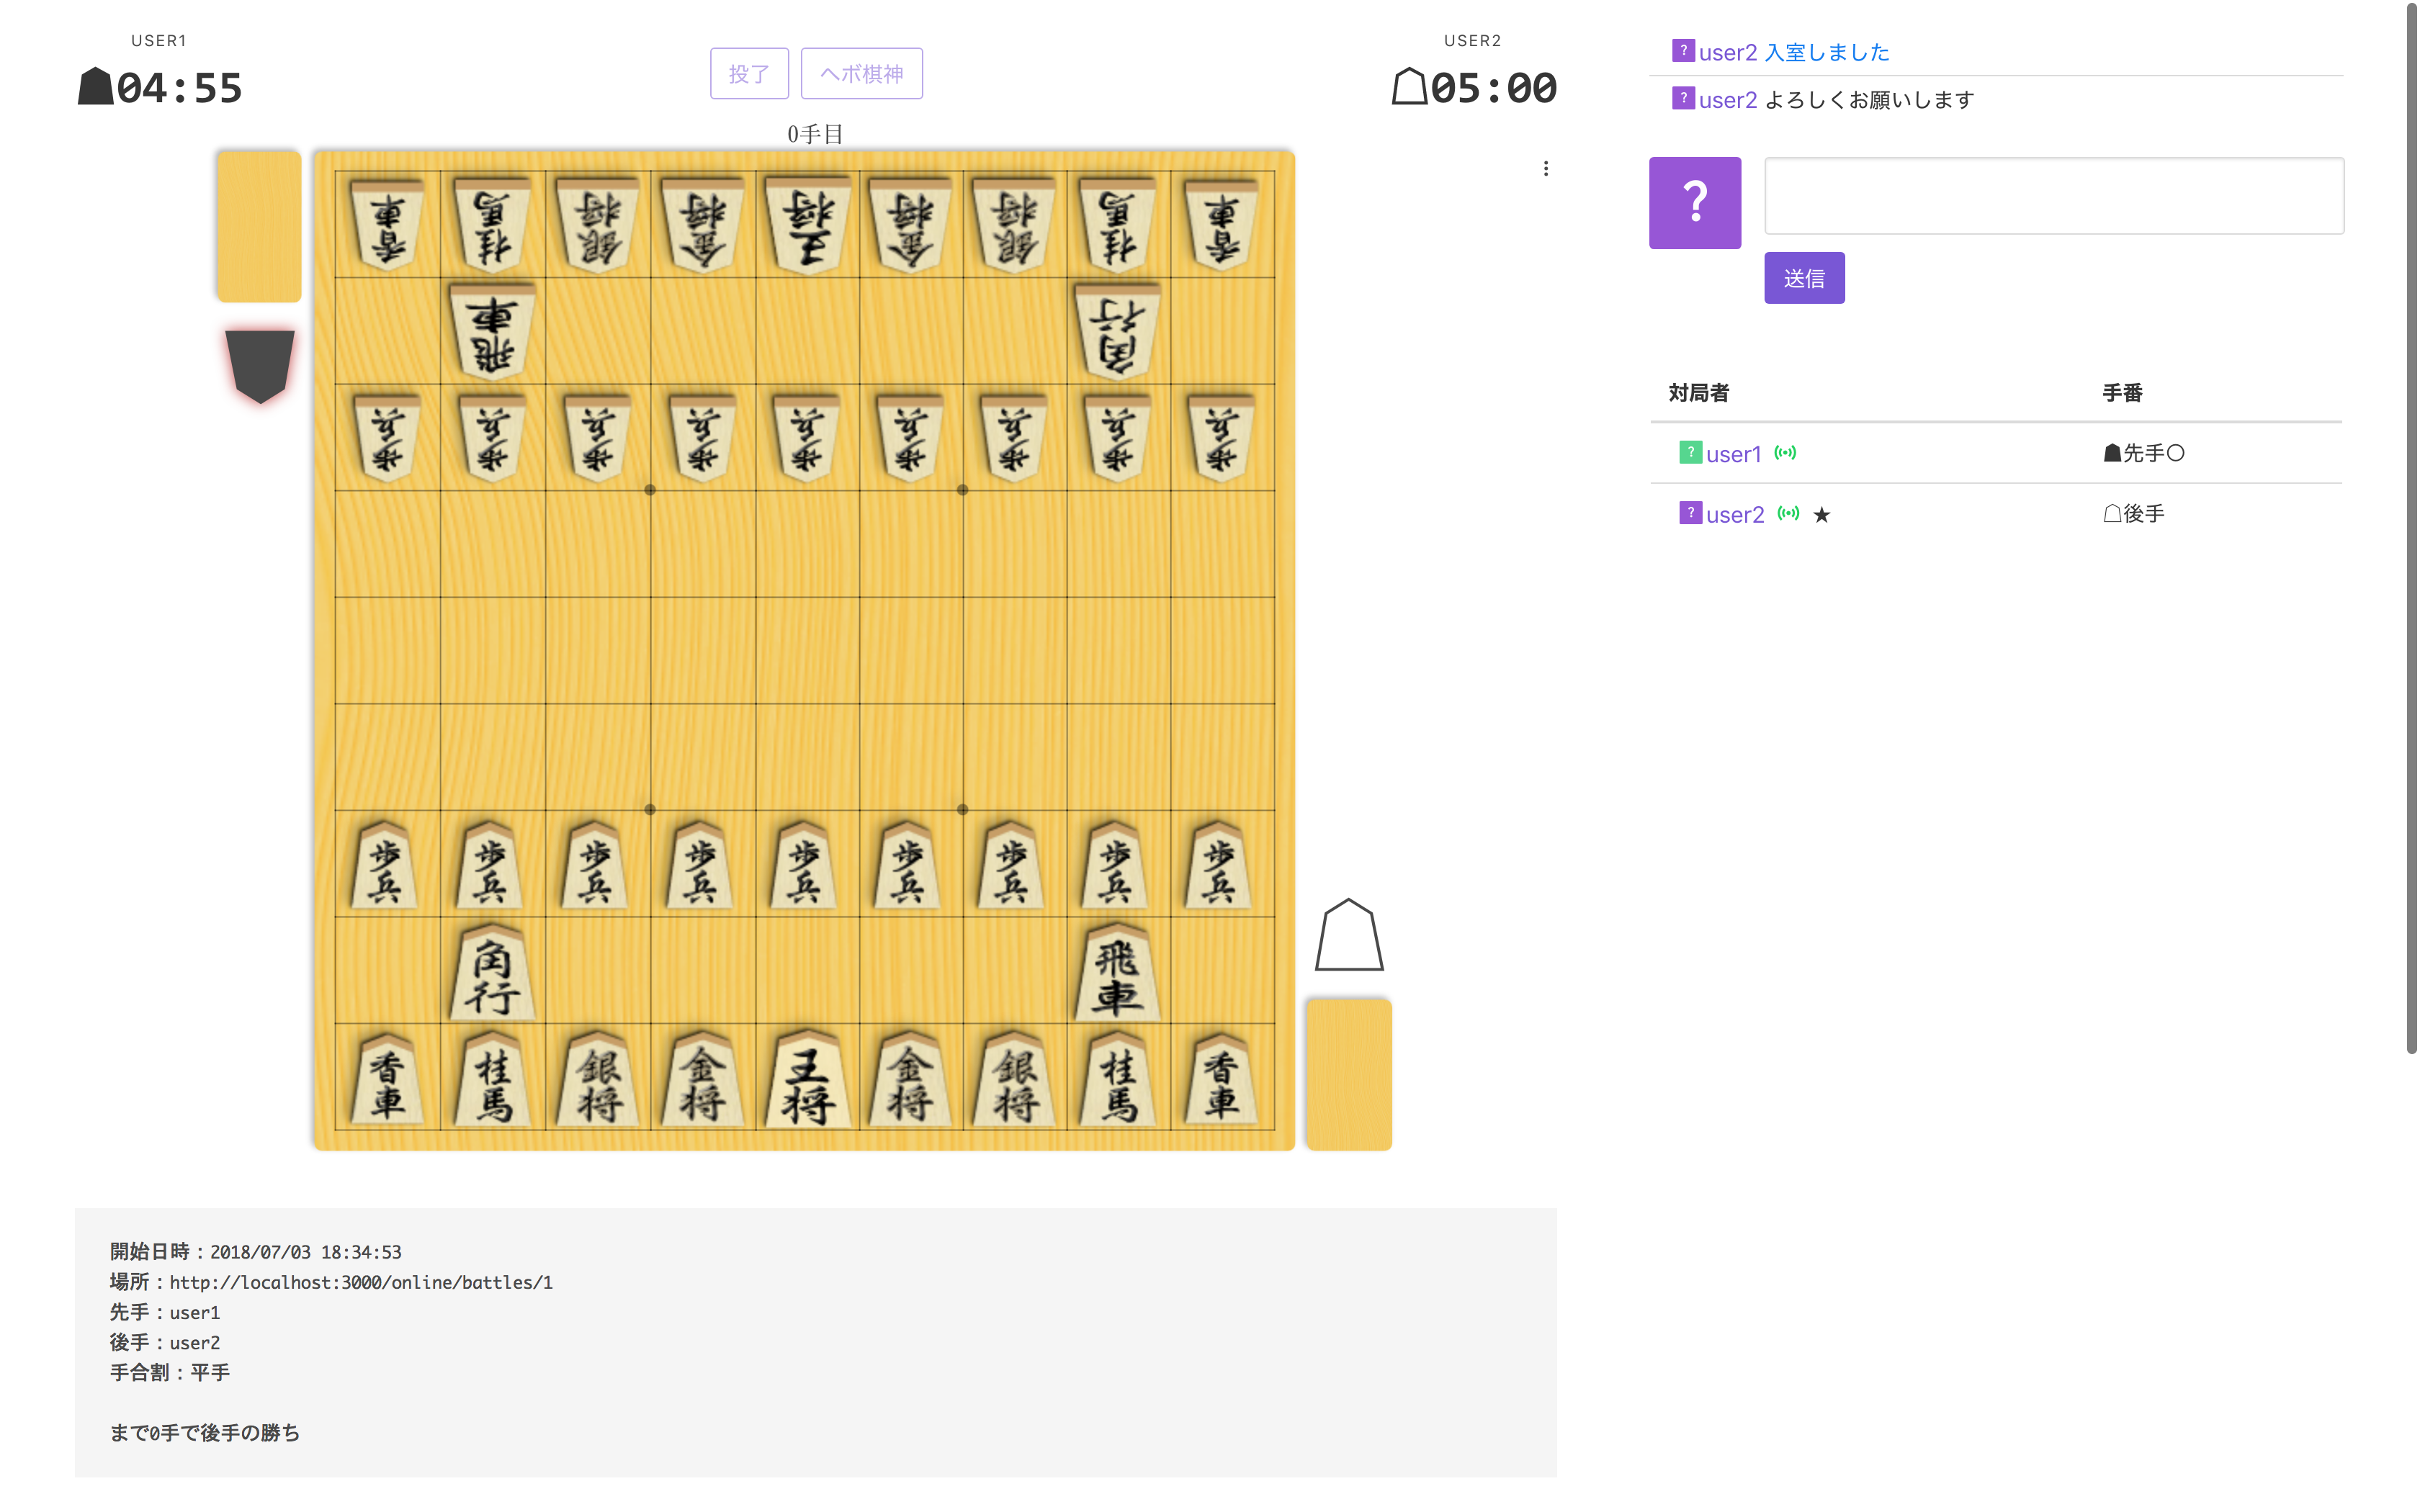 USER1
04:55
投了 ヘボ棋神
USER2
05:00
0手目
香車 桂馬 銀将 金将 王将 金将 銀将 桂馬 香車
飛車 角行
歩兵 歩兵 歩兵 歩兵 歩兵 歩兵 歩兵 歩兵 歩兵
歩兵 歩兵 歩兵 歩兵 歩兵 歩兵 歩兵 歩兵 歩兵
角行 飛車
香車 桂馬 銀将 金将 王将 金将 銀将 桂馬 香車
開始日時：2018/07/03 18:34:53
場所：http://localhost:3000/online/battles/1
先手：user1
後手：user2
手合割：平手
まで0手で後手の勝ち
? user2 入室しました
? user2 よろしくお願いします
?
送信
対局者 手番
? user1 ☗先手〇
? user2 ★ ☖後手